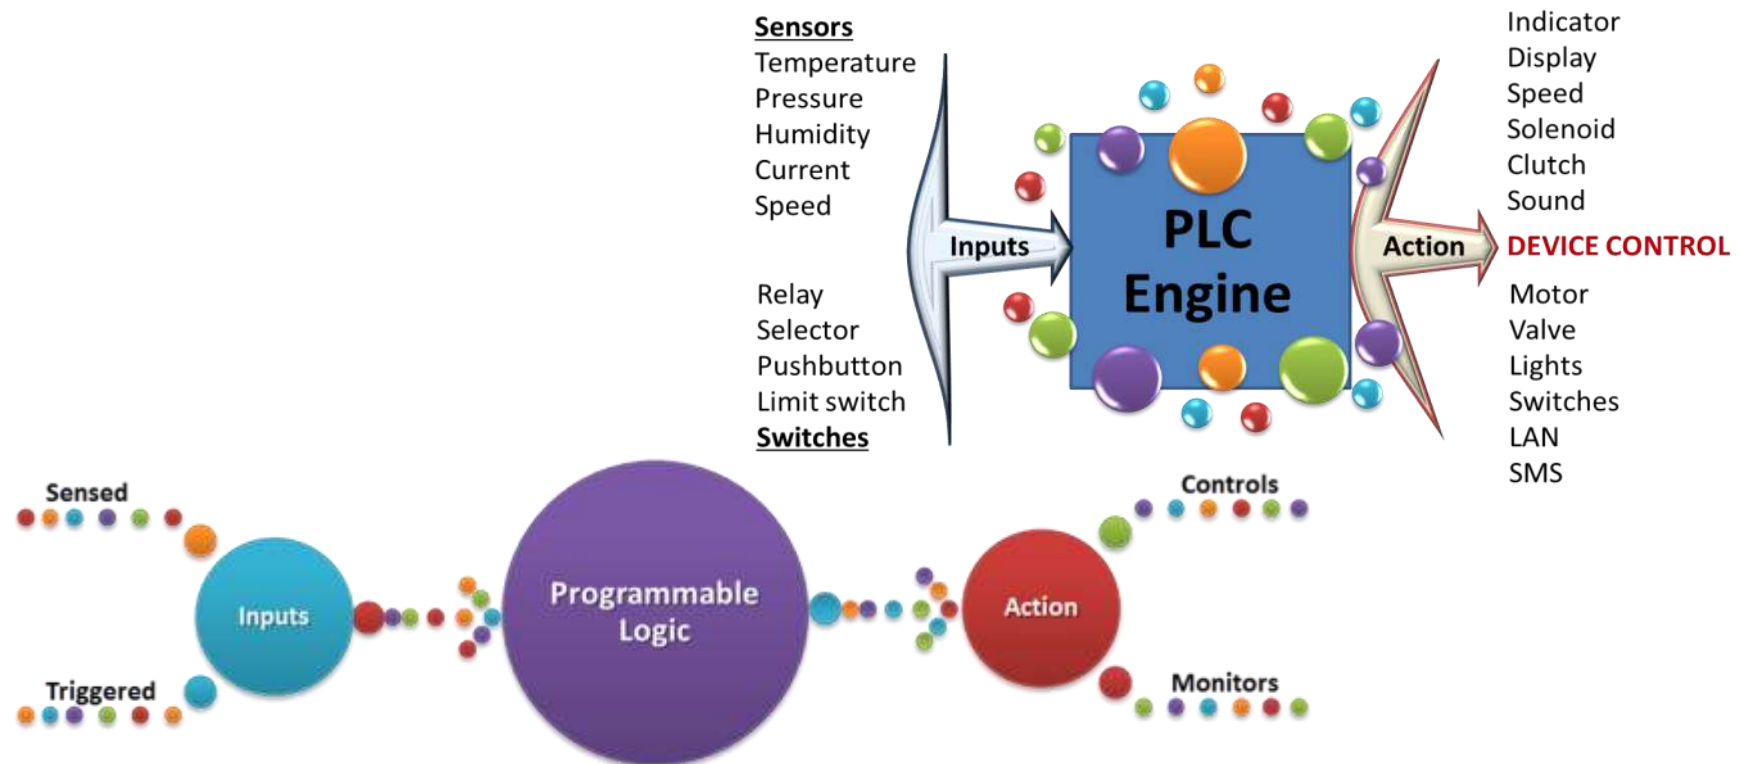 Sensors
Temperature
Pressure
Humidity
Current
Speed
Relay
Selector
Pushbutton
Limit switch
Switches
Inputs
PLC
Engine
Action
Indicator
Display
Speed
Solenoid
Clutch
Sound
DEVICE CONTROL
Motor
Valve
Lights
Switches
LAN
SMS
Sensed
Triggered
Inputs
Programmable
Logic
Action
Controls
Monitors